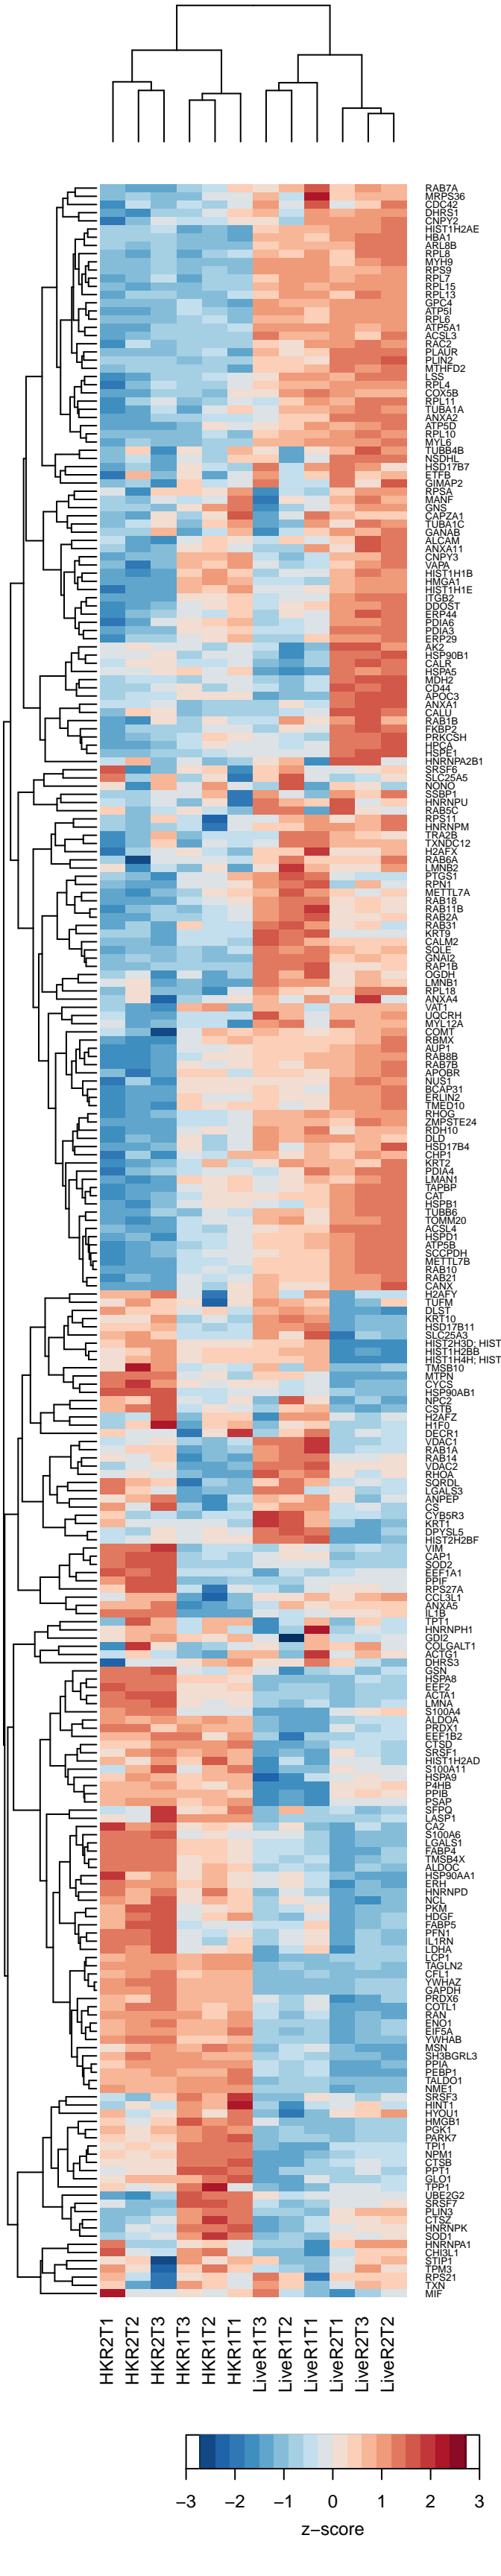 RAB7A
MRPS36
CDC42
DHRS1
CNPY2
HIST1H2AE
HBA1
ARL8B
RPL8
MYH9
RPS9
RPL7
RPL15
RPL13
GPC4
ATP5I
RPL6
ATP5A1
ACSL3
RAC2
PLAUR
PLIN2
MTHFD2
LSS
RPL4
COX5B
RPL11
TUBA1A
ANXA2
ATP5D
RPL10
MYL6
TUBB4B
NSDHL
HSD17B7
ETFB
GIMAP2
RPSA
MANF
GNS
CAPZA1
TUBA1C
GANAB
ALCAM
ANXA11
CNPY3
VAPA
HIST1H1B
HMGA1
HIST1H1E
ITGB2
DDOST
ERP44
PDIA6
PDIA3
ERP29
AK2
HSP90B1
CALR
HSPA5
MDH2
CD44
APOC3
ANXA1
CALU
RAB1B
FKBP2
PRKCSH
HPCA
HSPE1
HNRNPA2B1
SRSF6
SLC25A5
NONO
SSBP1
HNRNPU
RAB5C
RPS11
HNRNPM
TRA2B
TXNDC12
H2AFX
RAB6A
LMNB2
PTGS1
RPN1
METTL7A
RAB18
RAB11B
RAB2A
RAB31
KRT9
CALM2
SQLE
GNAI2
RAP1B
OGDH
LMNB1
RPL18
ANXA4
VAT1
UQCRH
MYL12A
COMT
RBMX
AUP1
RAB8B
RAB7B
APOBR
NUS1
BCAP31
ERLIN2
TMED10
RHOG
ZMPSTE24
RDH10
DLD
HSD17B4
CHP1
KRT2
PDIA4
LMAN1
TAPBP
CAT
HSPB1
TUBB6
TOMM20
ACSL4
HSPD1
ATP5B
SCCPDH
METTL7B
RAB10
RAB21
CANX
H2AFY
TUFM
DLST
KRT10
HSD17B11
SLC25A3
HIST2H3D; HIST
HIST1H2BB
HIST1H4H; HIST
TMSB10
MTPN
CYCS
HSP90AB1
NPC2
CSTB
H2AFZ
H1F0
DECR1
VDAC1
RAB1A
RAB14
VDAC2
RHOA
SQRDL
LGALS3
ANPEP
CS
CYB5R3
KRT1
DPYSL5
HIST2H2BF
VIM
CAP1
SOD2
EEF1A1
PPIF
RPS27A
CCL3L1
ANXA5
IL1B
TPT1
HNRNPH1
GDI2
COLGALT1
ACTG1
DHRS3
GSN
HSPA8
EEF2
ACTA1
LMNA
S100A4
ALDOA
PRDX1
EEF1B2
CTSD
SRSF1
HIST1H2AD
S100A11
HSPA9
P4HB
PPIB
PSAP
SFPQ
LASP1
CA2
S100A6
LGALS1
FABP4
TMSB4X
ALDOC
HSP90AA1
ERH
HNRNPD
NCL
PKM
HDGF
FABP5
PFN1
IL1RN
LDHA
LCP1
TAGLN2
CFL1
YWHAZ
GAPDH
PRDX6
COTL1
RAN
ENO1
EIF5A
YWHAB
MSN
SH3BGRL3
PPIA
PEBP1
TALDO1
NME1
SRSF3
HINT1
HYOU1
HMGB1
PGK1
PARK7
TPI1
NPM1
CTSB
PPT1
GLO1
TPP1
UBE2G2
SRSF7
PLIN3
CTSZ
HNRNPK
SOD1
HNRNPA1
CHI3L1
STIP1
TPM3
RPS21
TXN
MIF
HKR2T1
HKR2T2
HKR2T3
HKR1T3
HKR1T2
HKR1T1
LiveR1T3
LiveR1T2
LiveR1T1
LiveR2T1
LiveR2T3
LiveR2T2
−3 −2 −1 0 1 2 3
z−score